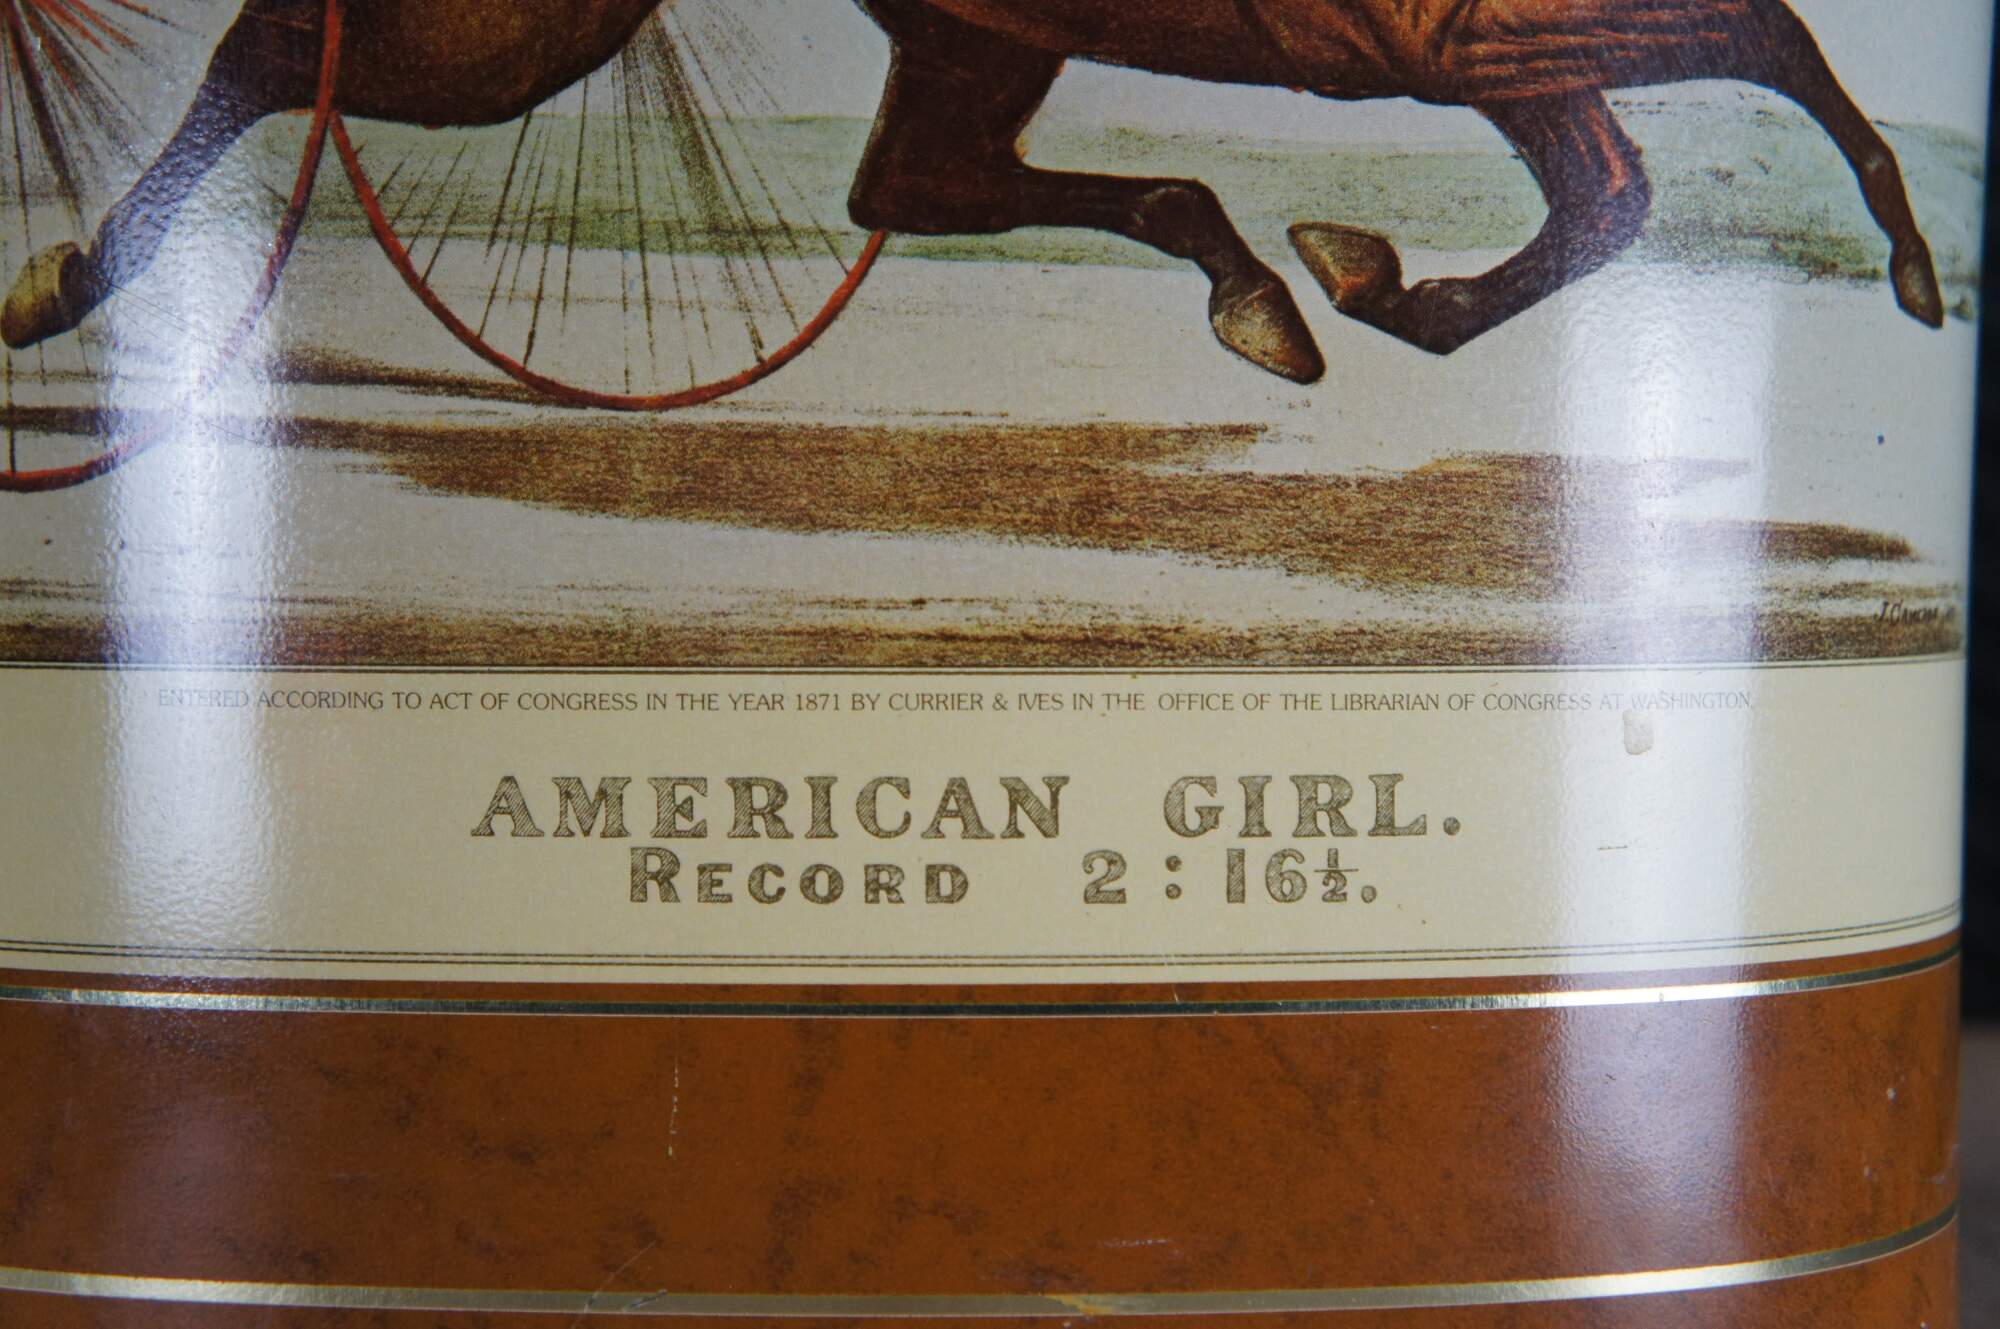 J. Cameron
ENTERED ACCORDING TO ACT OF CONGRESS IN THE YEAR 1871 BY CURRIER & IVES IN THE OFFICE OF THE LIBRARIAN OF CONGRESS AT WASHINGTON.
AMERICAN GIRL.
RECORD 2:16½.